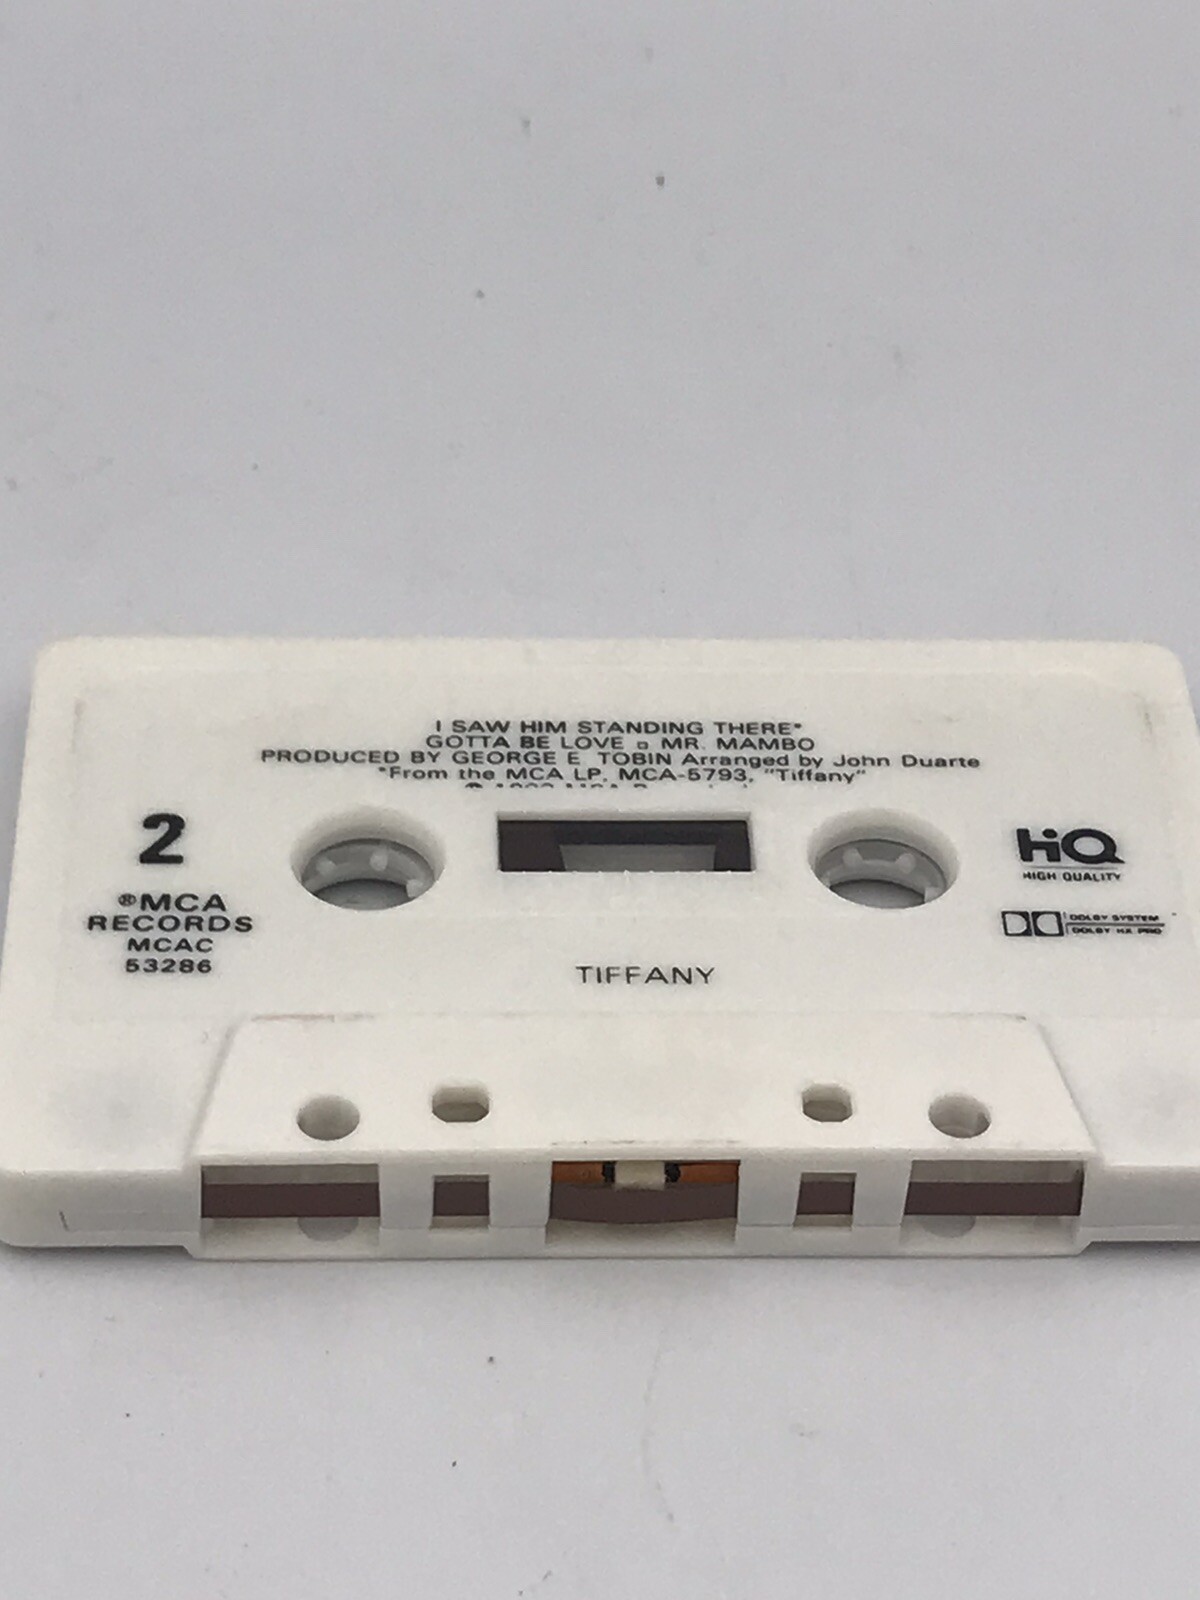 I SAW HIM STANDING THERE*
GOTTA BE LOVE ▫ MR. MAMBO
PRODUCED BY GEORGE E. TOBIN Arranged by John Duarte
*From the MCA LP, MCA-5793, "Tiffany"
2
®MCA
RECORDS
MCAC
53286
HiQ
HIGH QUALITY
DOLBY SYSTEM
DOLBY HX PRO
TIFFANY